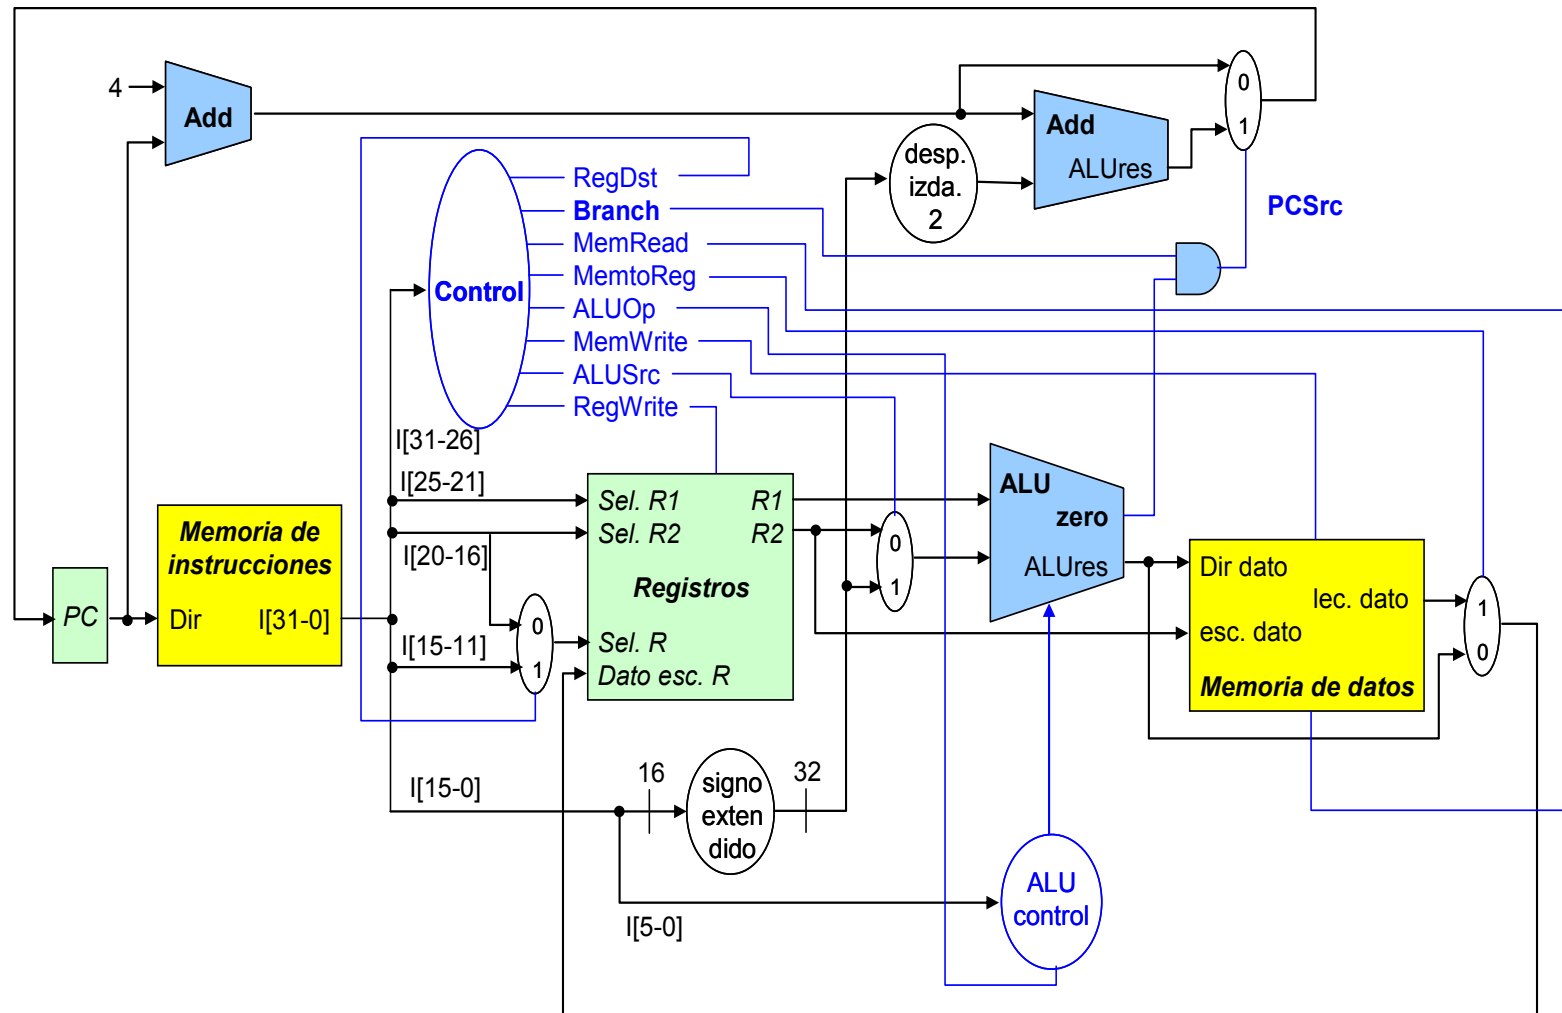 4
Add
Add
ALUres
0
1
desp.
izda.
2
PCSrc
Control
RegDst
Branch
MemRead
MemtoReg
ALUOp
MemWrite
ALUSrc
RegWrite
I[31-26]
I[25-21]
I[20-16]
I[15-11]
I[15-0]
PC
Memoria de
instrucciones
Dir I[31-0]
0
1
Sel. R1 R1
Sel. R2 R2
Registros
Sel. R
Dato esc. R
0
1
ALU
zero
ALUres
Dir dato
lec. dato
esc. dato
Memoria de datos
1
0
16
signo
exten
dido
32
I[5-0]
ALU
control